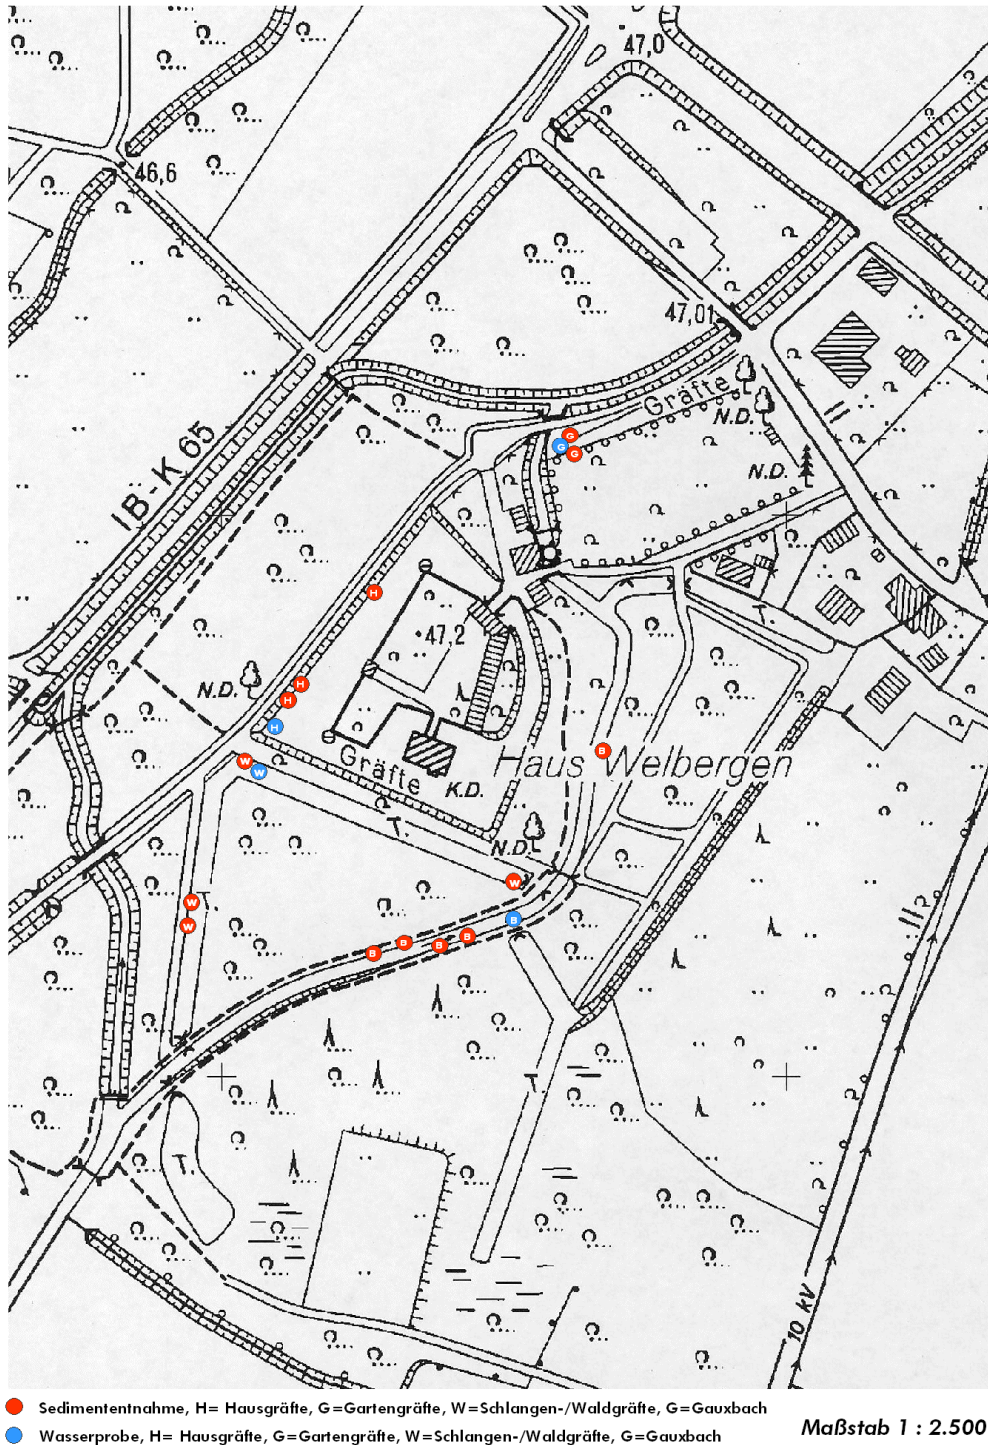 47,0
46,6
47,01
Gräfte
N.D.
IB-K 65
G
G
G
N.D.
H
47,2
T.
N.D.
H
H
H
Haus Welbergen
B
W
W
Gräfte
K.D.
T.
N.D.
W
W
T.
W
B
B
B
B
B
T.
T.
10 kV
Sedimententnahme, H= Hausgräfte, G=Gartengräfte, W=Schlangen-/Waldgräfte, G=Gauxbach
Wasserprobe, H= Hausgräfte, G=Gartengräfte, W=Schlangen-/Waldgräfte, G=Gauxbach
Maßstab 1 : 2.500